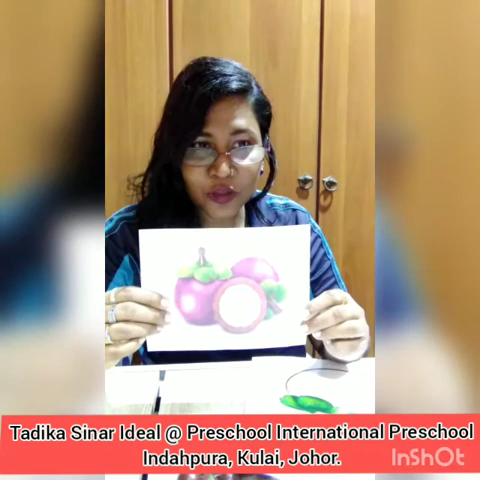 Tadika Sinar Ideal @ Preschool International Preschool
Indahpura, Kulai, Johor.
InShOt